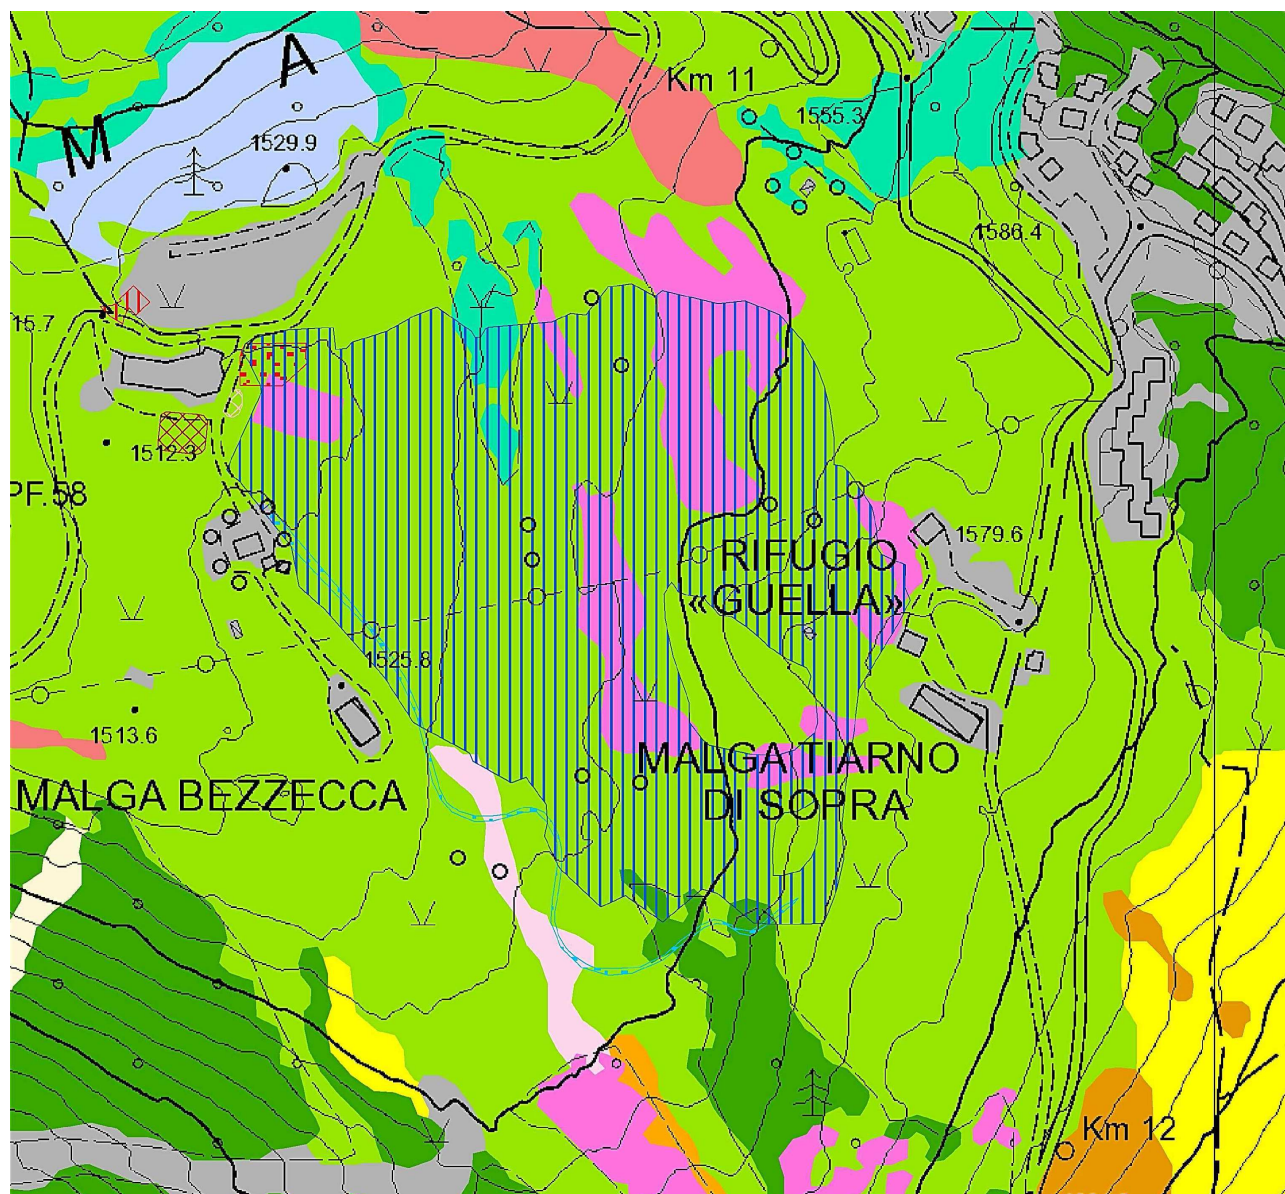 A
M
Km 11
1555.3
1529.9
1586.4
15.7
1512.3
PF.58
1579.6
RIFUGIO
«GUELLA»
1525.8
1513.6
MALGA BEZZECCA
MALGA TIARNO
DI SOPRA
Km 12